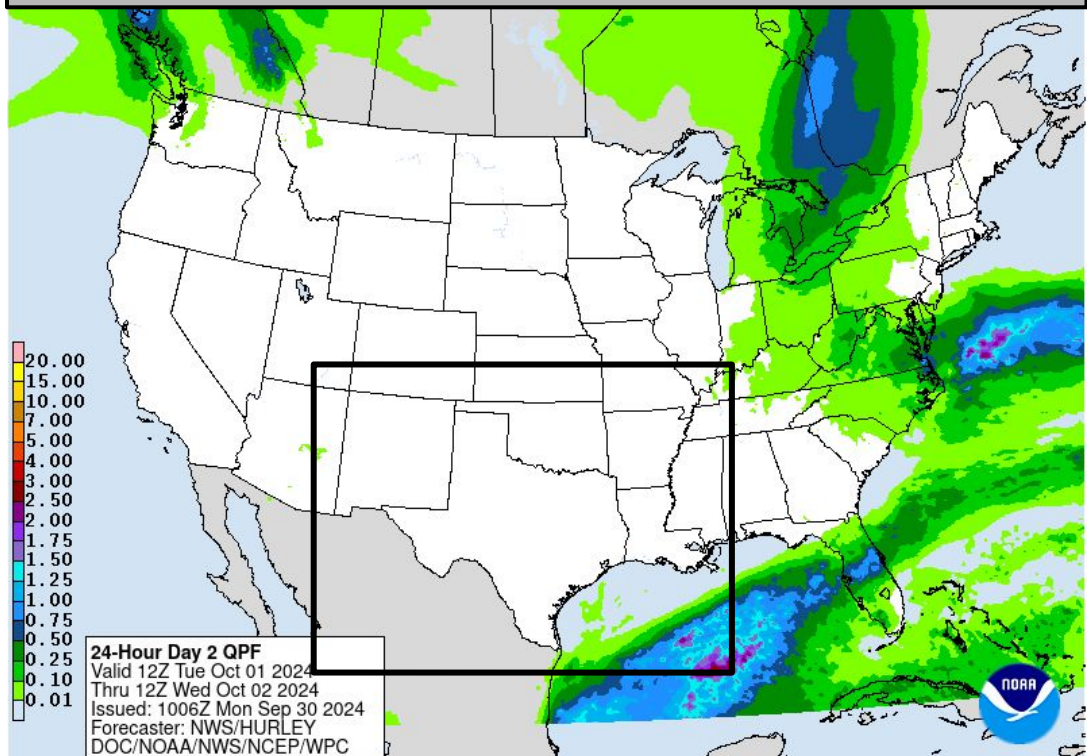 20.00
15.00
10.00
7.00
5.00
4.00
3.00
2.50
2.00
1.75
1.50
1.25
1.00
0.75
0.50
0.25
0.10
0.01
24-Hour Day 2 QPF
Valid 12Z Tue Oct 01 2024
Thru 12Z Wed Oct 02 2024
Issued: 1006Z Mon Sep 30 2024
Forecaster: NWS/HURLEY
DOC/NOAA/NWS/NCEP/WPC
NOAA